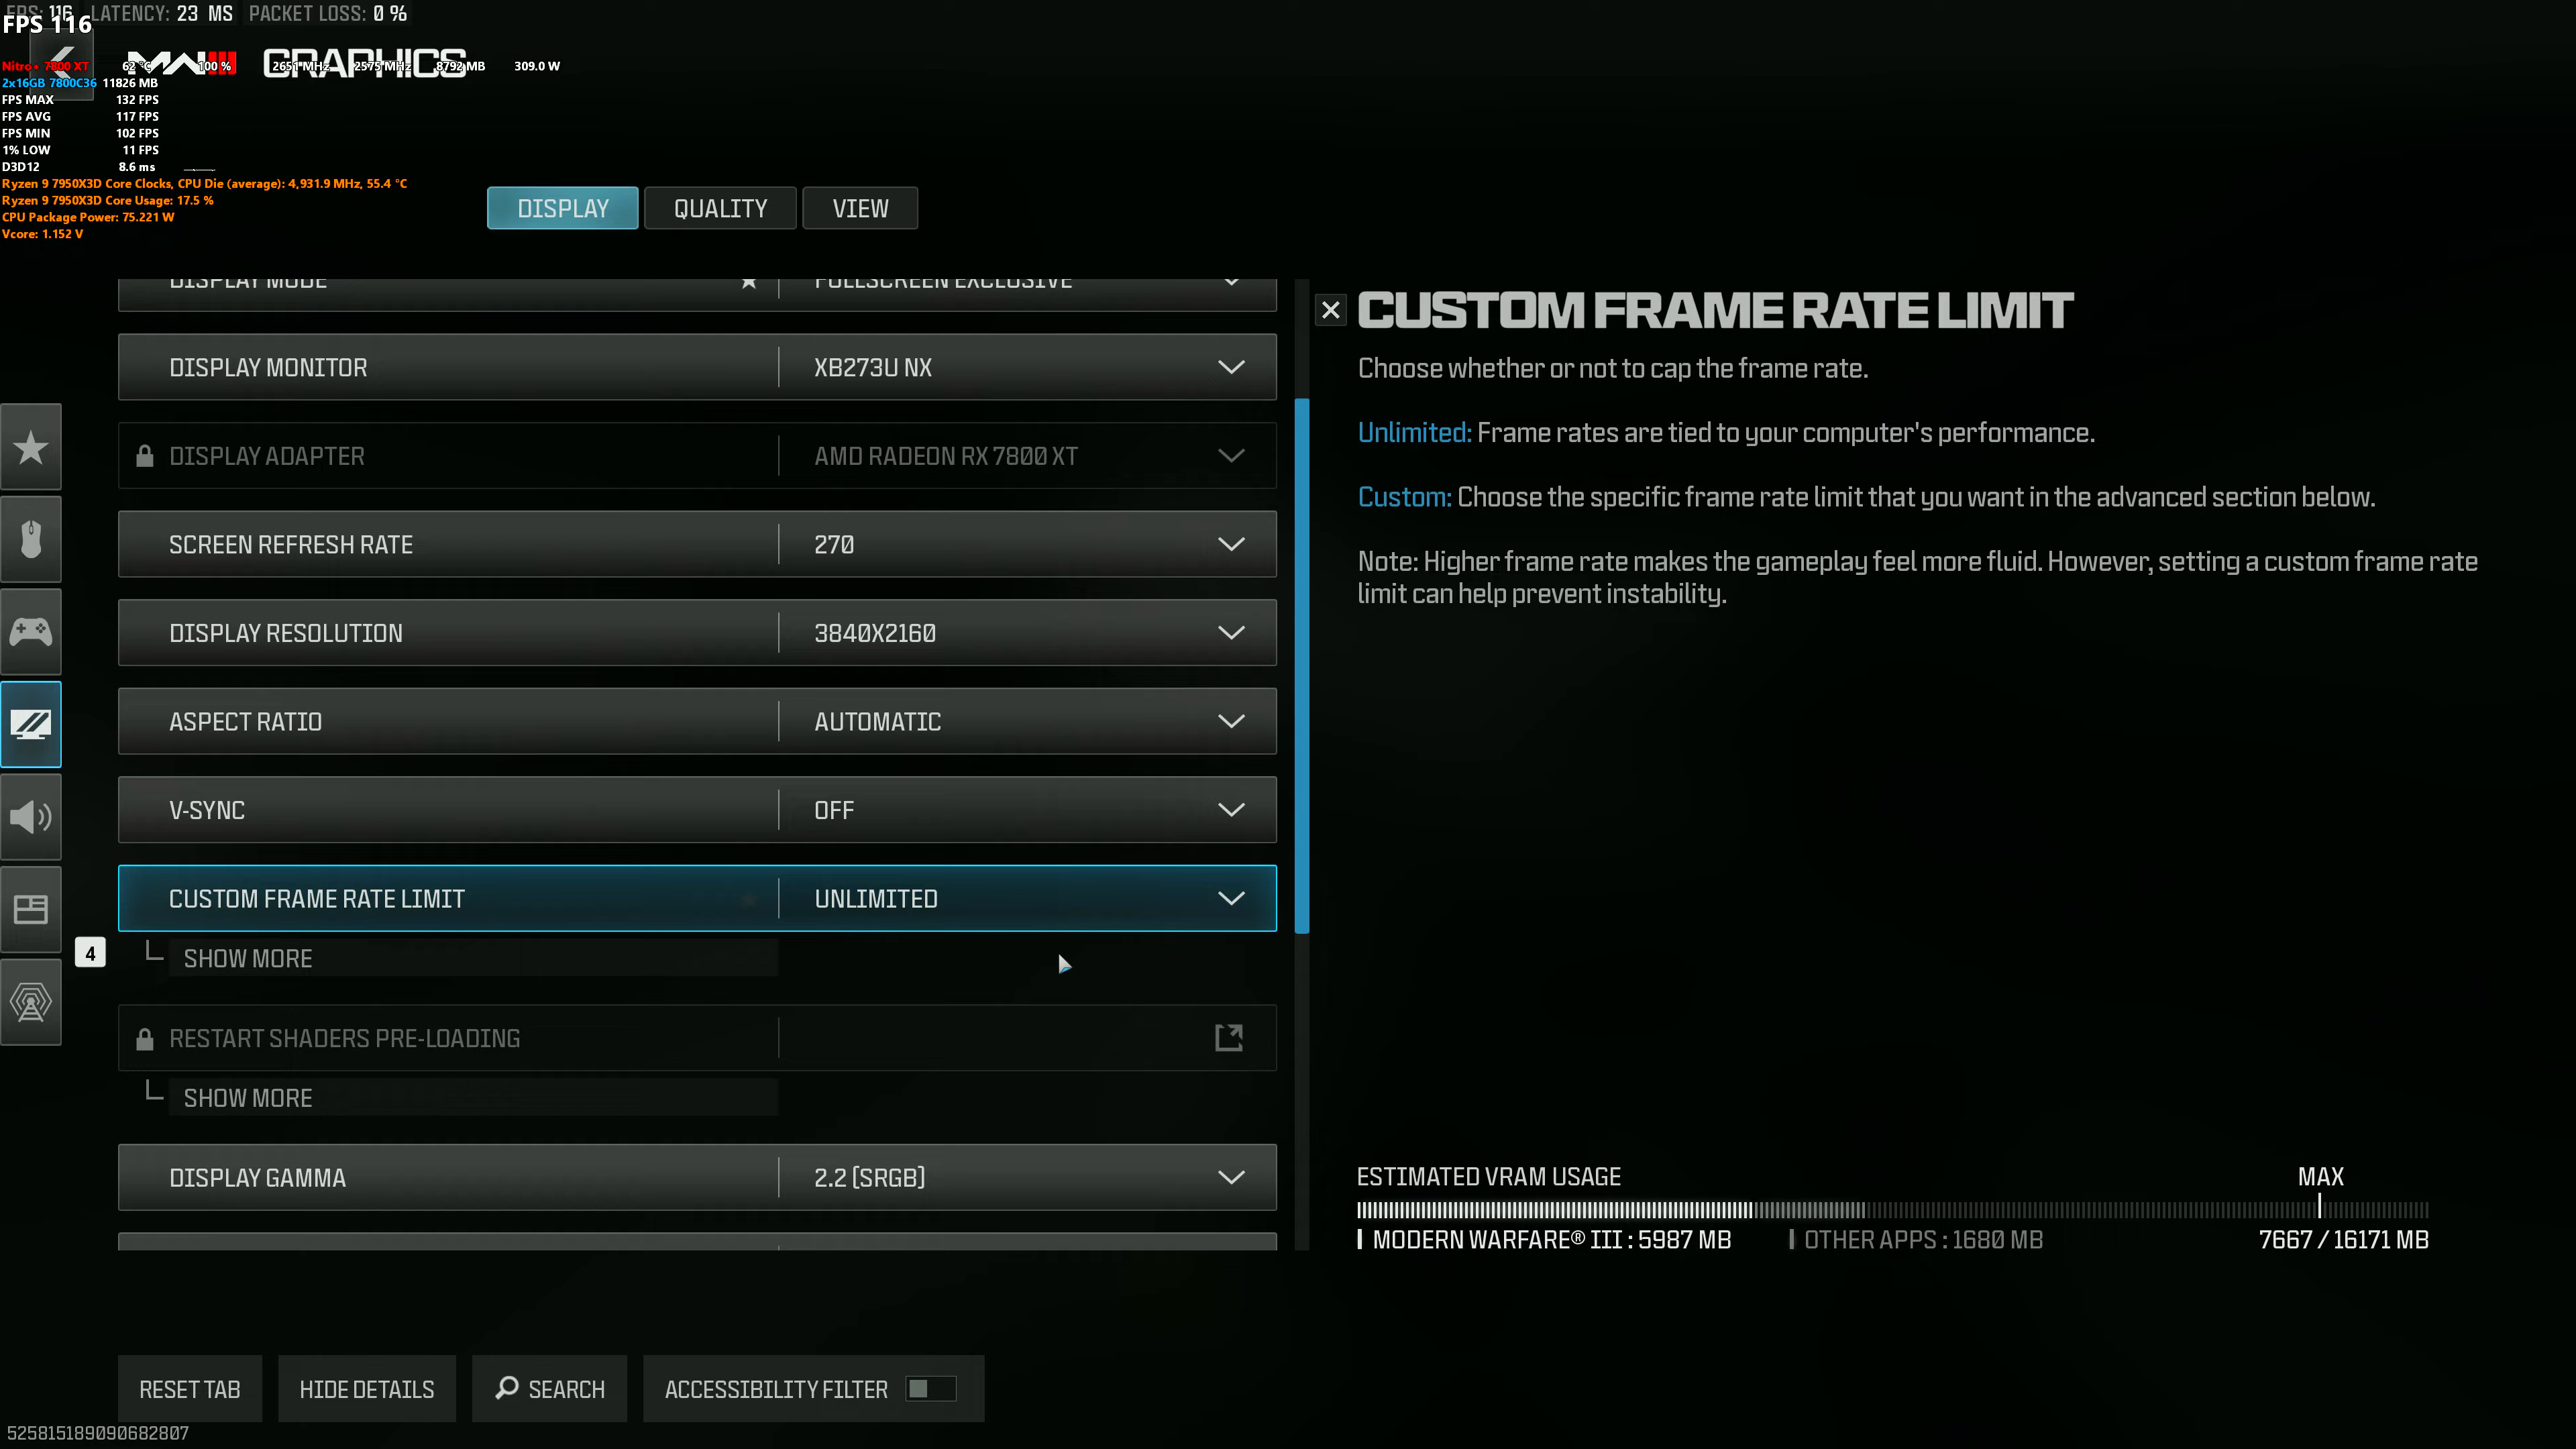 FPS: 116 LATENCY: 23 MS PACKET LOSS: 0 %
FPS 116
MWIII GRAPHICS
Nitro+ 7800 XT 62 °C 100 % 2651 MHz 2575 MHz 8792 MB 309.0 W
2x16GB 7800C36 11826 MB
FPS MAX 132 FPS
FPS AVG 117 FPS
FPS MIN 102 FPS
1% LOW 11 FPS
D3D12 8.6 ms
Ryzen 9 7950X3D Core Clocks, CPU Die (average): 4,931.9 MHz, 55.4 °C
Ryzen 9 7950X3D Core Usage: 17.5 %
CPU Package Power: 75.221 W
Vcore: 1.152 V
DISPLAY QUALITY VIEW
DISPLAY MODE FULLSCREEN EXCLUSIVE
DISPLAY MONITOR XB273U NX
DISPLAY ADAPTER AMD RADEON RX 7800 XT
SCREEN REFRESH RATE 270
DISPLAY RESOLUTION 3840X2160
ASPECT RATIO AUTOMATIC
V-SYNC OFF
CUSTOM FRAME RATE LIMIT UNLIMITED
4 SHOW MORE
RESTART SHADERS PRE-LOADING
SHOW MORE
DISPLAY GAMMA 2.2 (SRGB)
CUSTOM FRAME RATE LIMIT
Choose whether or not to cap the frame rate.
Unlimited: Frame rates are tied to your computer's performance.
Custom: Choose the specific frame rate limit that you want in the advanced section below.
Note: Higher frame rate makes the gameplay feel more fluid. However, setting a custom frame rate
limit can help prevent instability.
ESTIMATED VRAM USAGE MAX
MODERN WARFARE® III : 5987 MB OTHER APPS : 1680 MB 7667 / 16171 MB
RESET TAB HIDE DETAILS SEARCH ACCESSIBILITY FILTER
525815189090682807